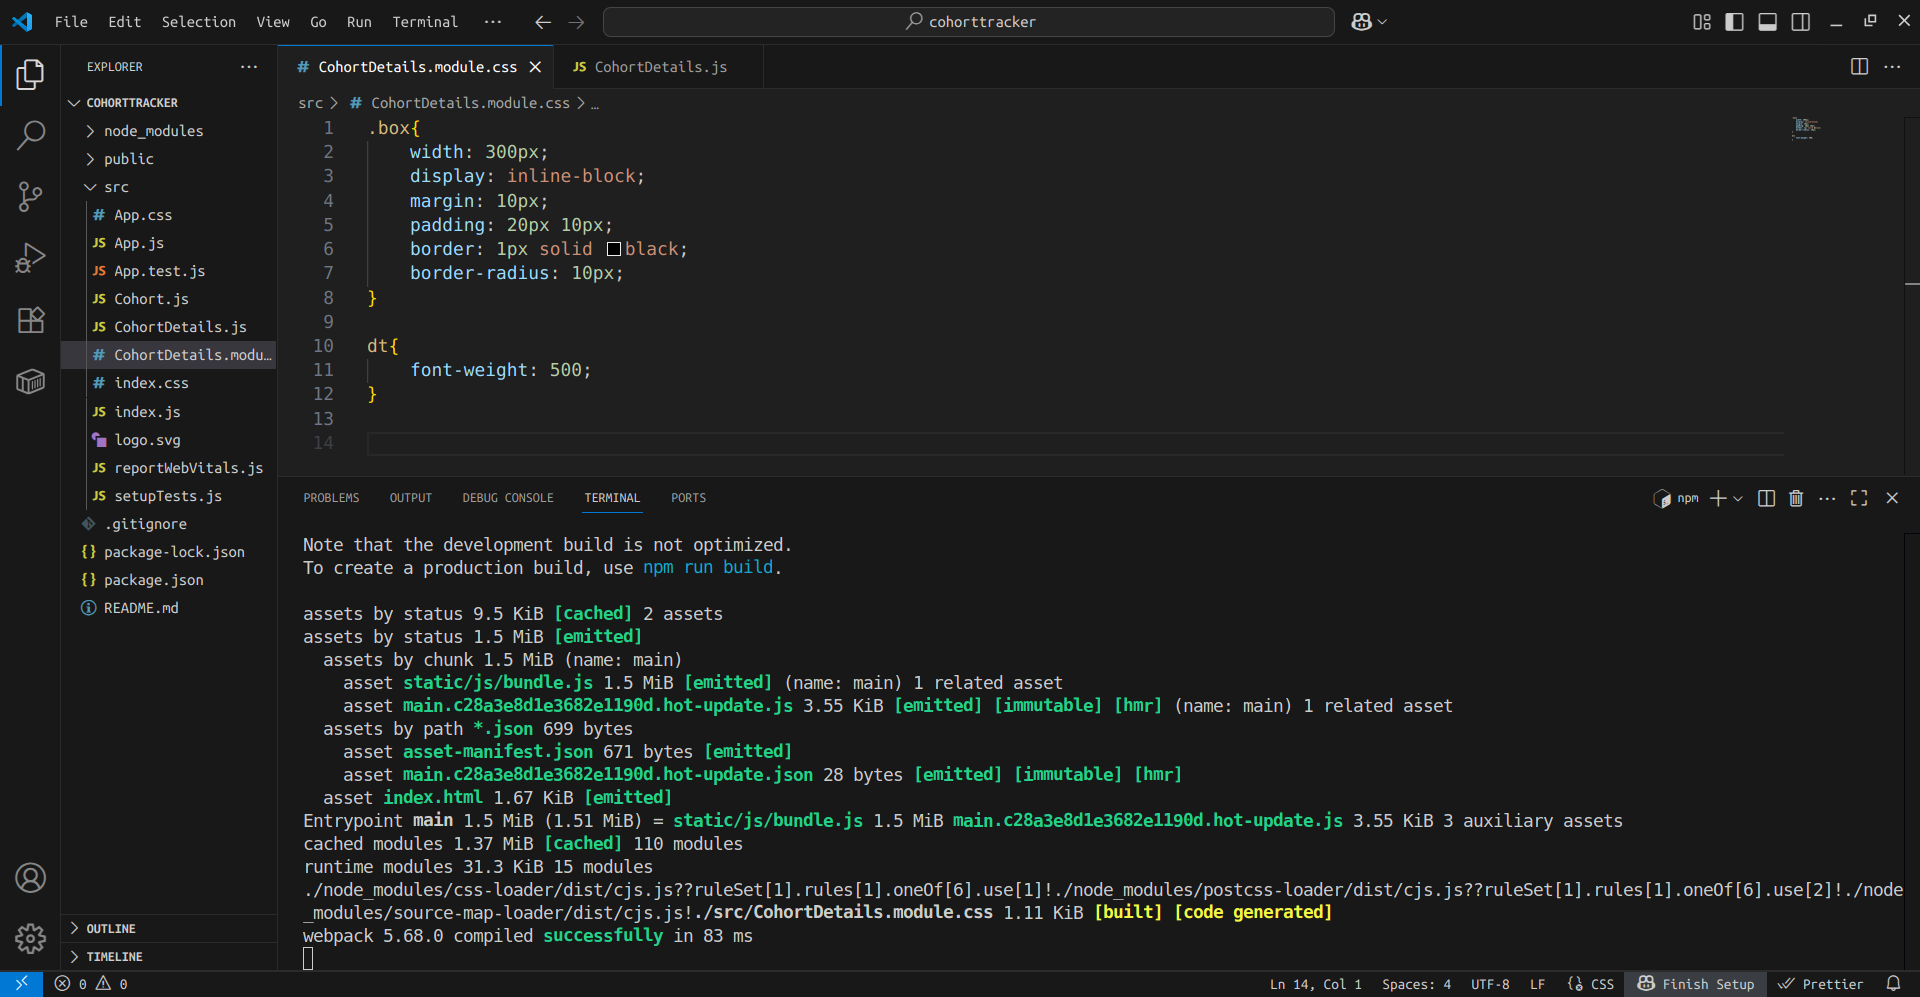 File Edit Selection View Go Run Terminal ··· cohorttracker
EXPLORER ···
COHORTTRACKER
node_modules
public
src
# App.css
JS App.js
JS App.test.js
JS Cohort.js
JS CohortDetails.js
# CohortDetails.modu...
# index.css
JS index.js
logo.svg
JS reportWebVitals.js
JS setupTests.js
.gitignore
{} package-lock.json
{} package.json
README.md
OUTLINE
TIMELINE
# CohortDetails.module.css JS CohortDetails.js
src > # CohortDetails.module.css > ...
1 .box{
2     width: 300px;
3     display: inline-block;
4     margin: 10px;
5     padding: 20px 10px;
6     border: 1px solid black;
7     border-radius: 10px;
8 }
9
10 dt{
11     font-weight: 500;
12 }
13
14
PROBLEMS OUTPUT DEBUG CONSOLE TERMINAL PORTS npm
Note that the development build is not optimized.
To create a production build, use npm run build.
assets by status 9.5 KiB [cached] 2 assets
assets by status 1.5 MiB [emitted]
  assets by chunk 1.5 MiB (name: main)
    asset static/js/bundle.js 1.5 MiB [emitted] (name: main) 1 related asset
    asset main.c28a3e8d1e3682e1190d.hot-update.js 3.55 KiB [emitted] [immutable] [hmr] (name: main) 1 related asset
  assets by path *.json 699 bytes
    asset asset-manifest.json 671 bytes [emitted]
    asset main.c28a3e8d1e3682e1190d.hot-update.json 28 bytes [emitted] [immutable] [hmr]
  asset index.html 1.67 KiB [emitted]
Entrypoint main 1.5 MiB (1.51 MiB) = static/js/bundle.js 1.5 MiB main.c28a3e8d1e3682e1190d.hot-update.js 3.55 KiB 3 auxiliary assets
cached modules 1.37 MiB [cached] 110 modules
runtime modules 31.3 KiB 15 modules
./node_modules/css-loader/dist/cjs.js??ruleSet[1].rules[1].oneOf[6].use[1]!./node_modules/postcss-loader/dist/cjs.js??ruleSet[1].rules[1].oneOf[6].use[2]!./node
_modules/source-map-loader/dist/cjs.js!./src/CohortDetails.module.css 1.11 KiB [built] [code generated]
webpack 5.68.0 compiled successfully in 83 ms
0 0 Ln 14, Col 1 Spaces: 4 UTF-8 LF CSS Finish Setup Prettier